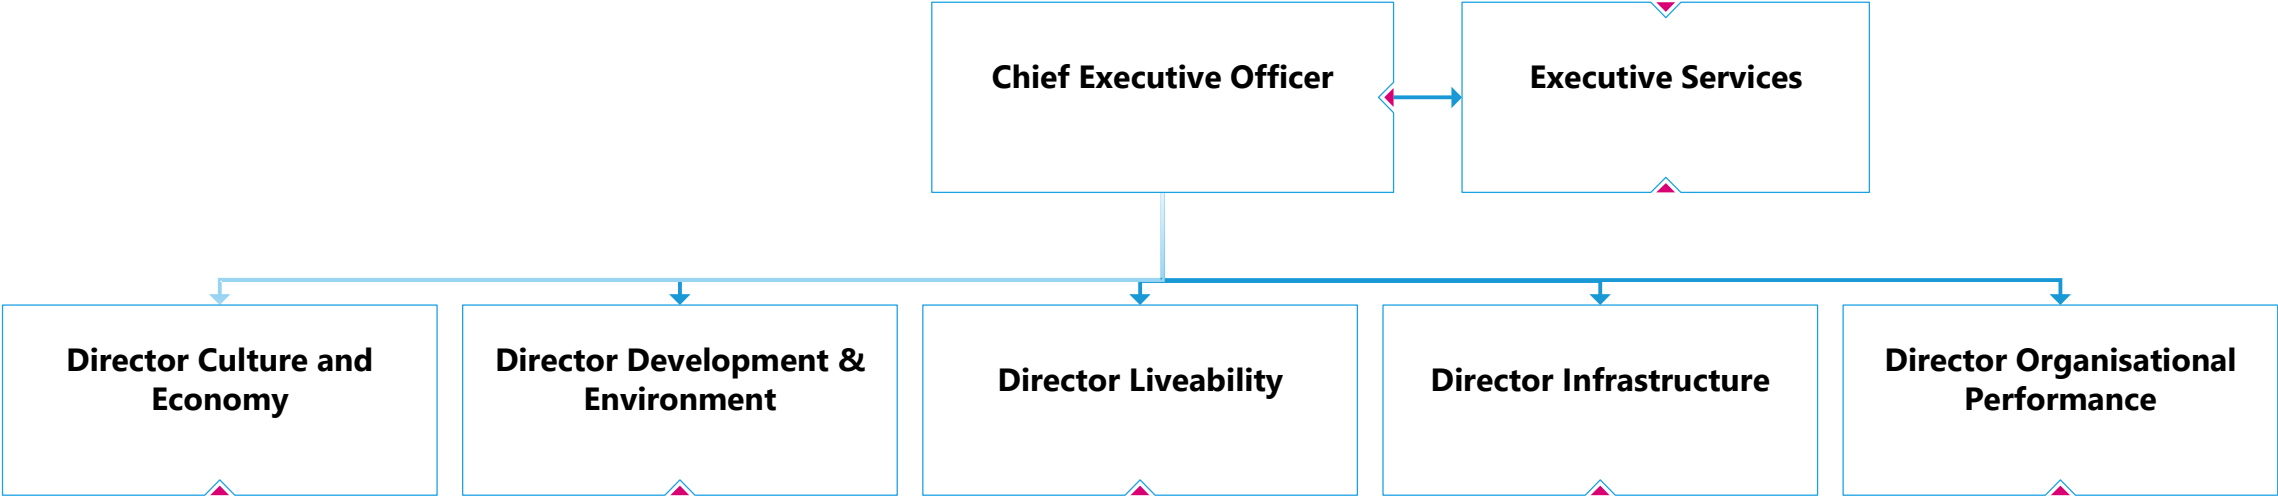 Chief Executive Officer
Executive Services
Director Culture and
Economy
Director Development &
Environment
Director Liveability
Director Infrastructure
Director Organisational
Performance